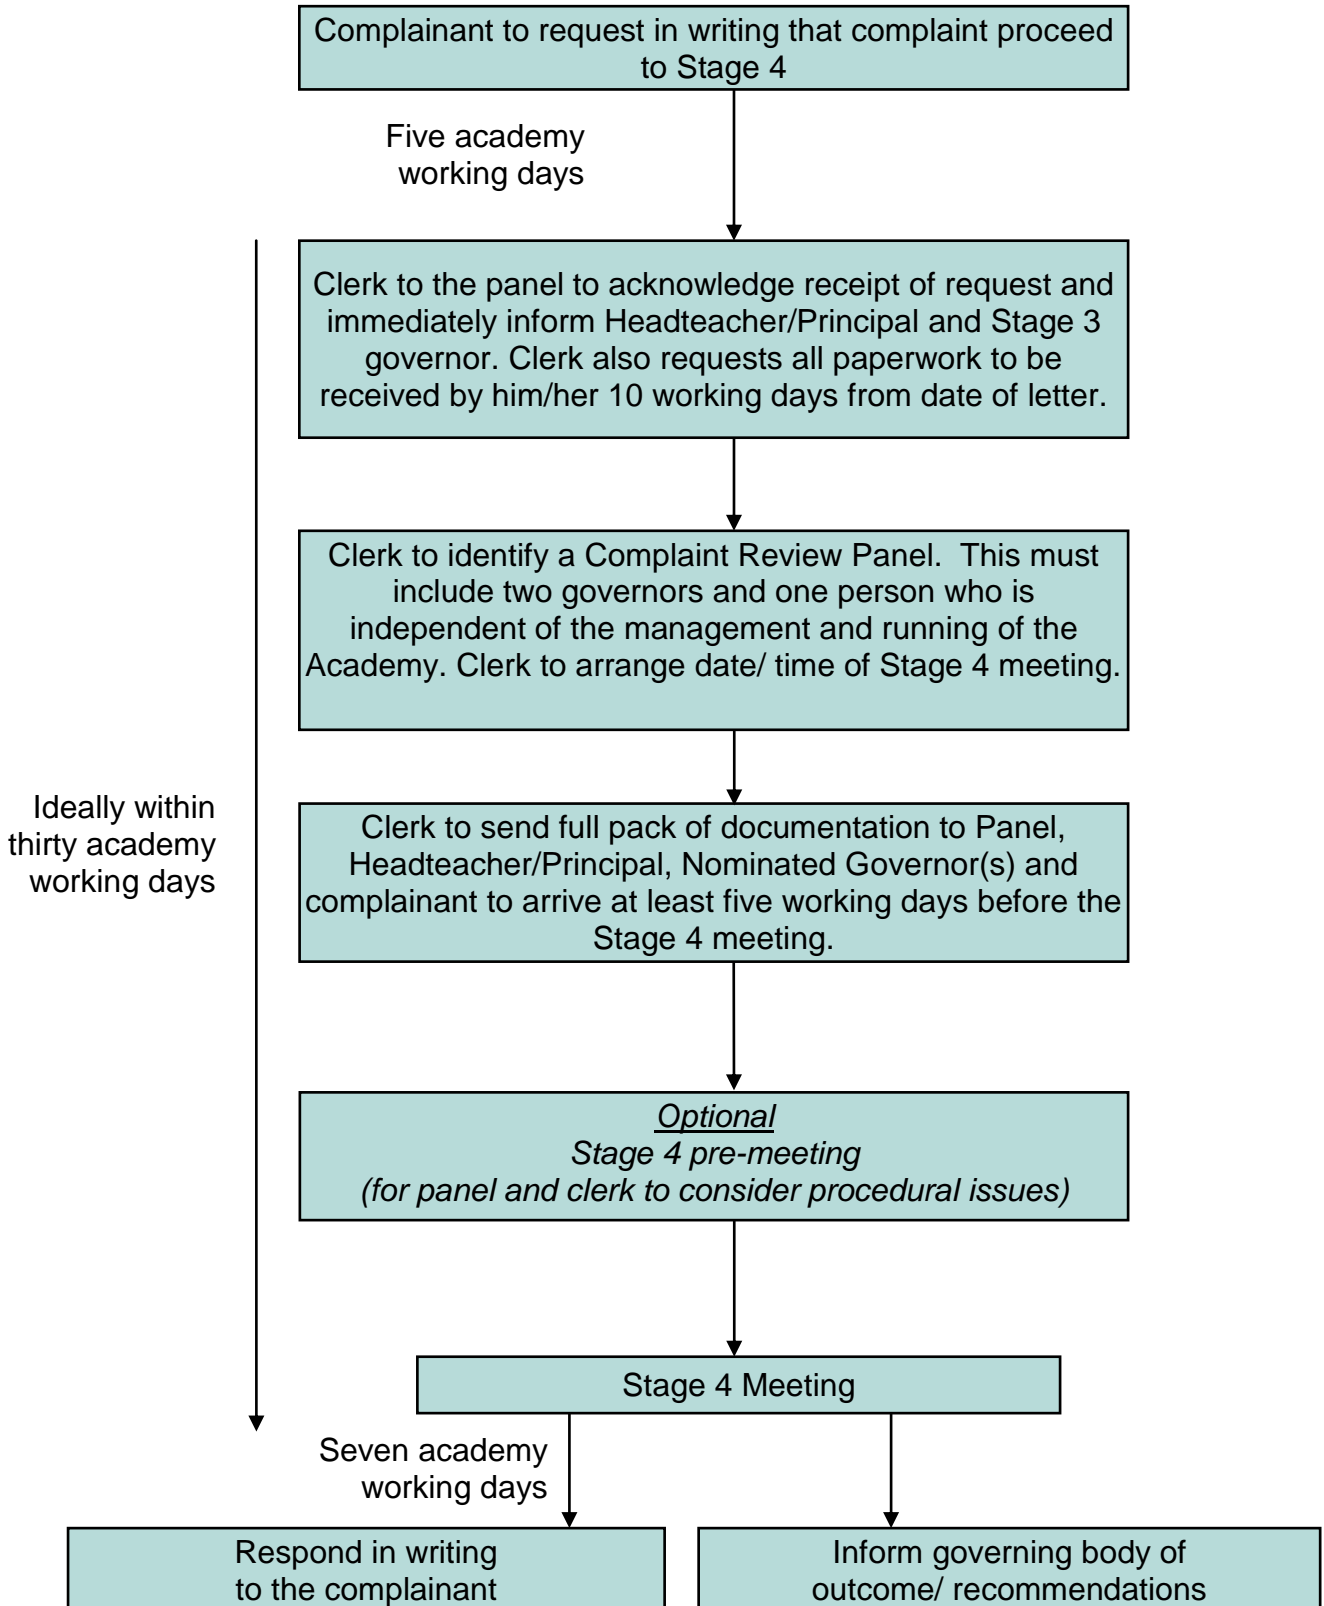 Complainant to request in writing that complaint proceed
to Stage 4
Five academy
working days
Clerk to the panel to acknowledge receipt of request and
immediately inform Headteacher/Principal and Stage 3
governor. Clerk also requests all paperwork to be
received by him/her 10 working days from date of letter.
Clerk to identify a Complaint Review Panel.  This must
include two governors and one person who is
independent of the management and running of the
Academy. Clerk to arrange date/ time of Stage 4 meeting.
Ideally within
thirty academy
working days
Clerk to send full pack of documentation to Panel,
Headteacher/Principal, Nominated Governor(s) and
complainant to arrive at least five working days before the
Stage 4 meeting.
Optional
Stage 4 pre-meeting
(for panel and clerk to consider procedural issues)
Stage 4 Meeting
Seven academy
working days
Respond in writing
to the complainant
Inform governing body of
outcome/ recommendations